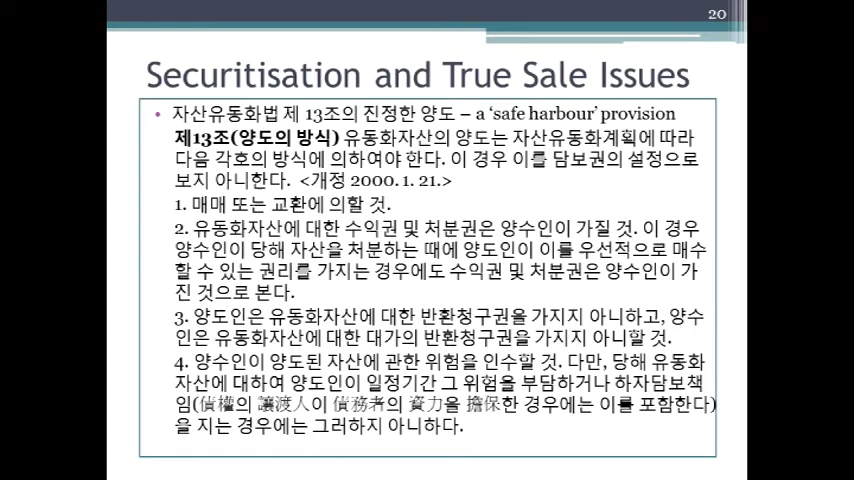 20
Securitisation and True Sale Issues
• 자산유동화법 제 13조의 진정한 양도 – a ‘safe harbour’ provision
제13조(양도의 방식) 유동화자산의 양도는 자산유동화계획에 따라
다음 각호의 방식에 의하여야 한다. 이 경우 이를 담보권의 설정으로
보지 아니한다. <개정 2000. 1. 21.>
1. 매매 또는 교환에 의할 것.
2. 유동화자산에 대한 수익권 및 처분권은 양수인이 가질 것. 이 경우
양수인이 당해 자산을 처분하는 때에 양도인이 이를 우선적으로 매수
할 수 있는 권리를 가지는 경우에도 수익권 및 처분권은 양수인이 가
진 것으로 본다.
3. 양도인은 유동화자산에 대한 반환청구권을 가지지 아니하고, 양수
인은 유동화자산에 대한 대가의 반환청구권을 가지지 아니할 것.
4. 양수인이 양도된 자산에 관한 위험을 인수할 것. 다만, 당해 유동화
자산에 대하여 양도인이 일정기간 그 위험을 부담하거나 하자담보책
임(債權의 讓渡人이 債務者의 資力을 擔保한 경우에는 이를 포함한다)
을 지는 경우에는 그러하지 아니하다.